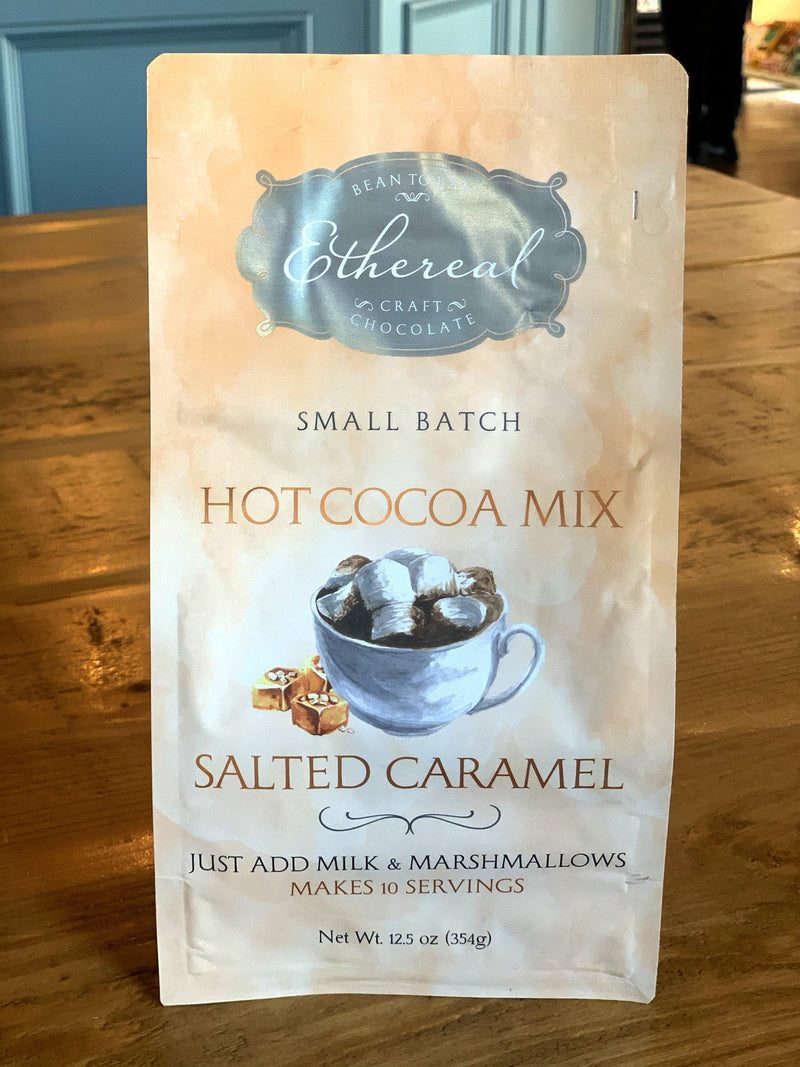 BEAN TO
Ethereal
CRAFT
CHOCOLATE
SMALL BATCH
HOT COCOA MIX
SALTED CARAMEL
JUST ADD MILK & MARSHMALLOWS
MAKES 10 SERVINGS
Net Wt. 12.5 oz (354g)